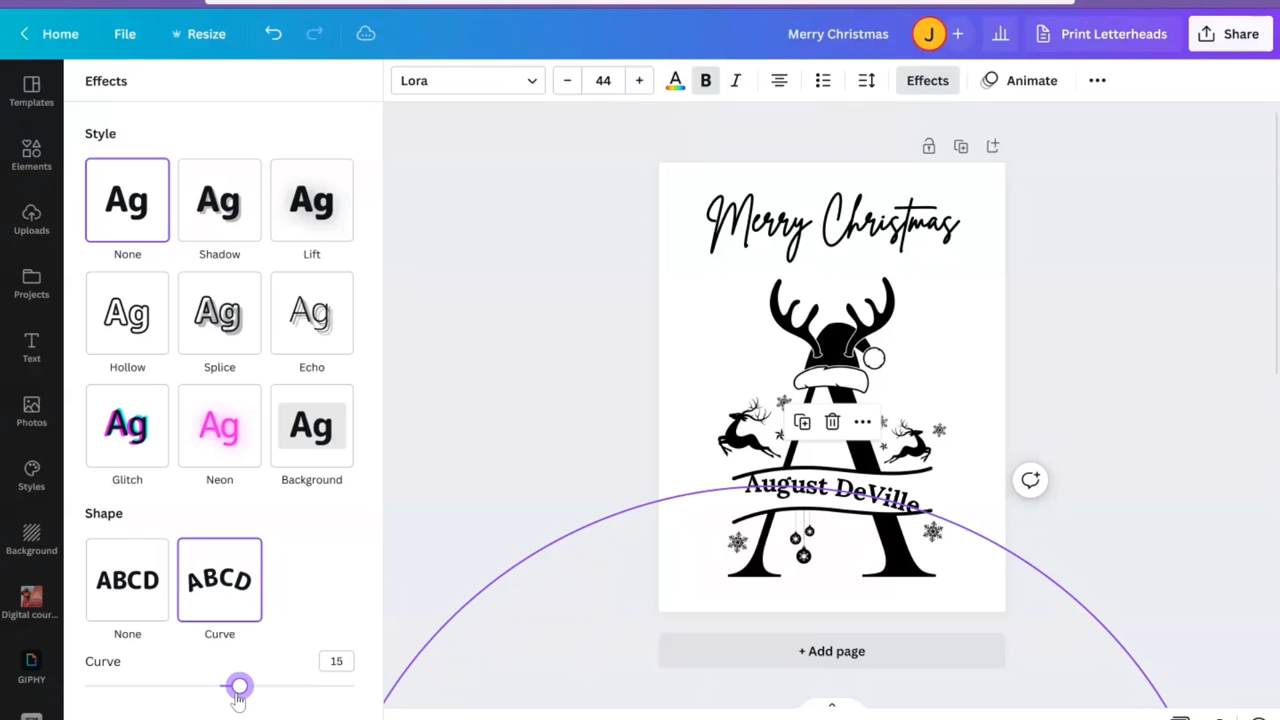 Home
File
Resize
Merry Christmas
J
+
Print Letterheads
Share
Templates
Elements
Uploads
Projects
Text
Photos
Styles
Background
Digital cour...
GIPHY
Effects
Style
Ag
Ag
Ag
None
Shadow
Lift
Ag
Ag
Ag
Hollow
Splice
Echo
Ag
Ag
Ag
Glitch
Neon
Background
Shape
ABCD
ABCD
None
Curve
Curve
15
Lora
−
44
+
A
B
I
Effects
Animate
•••
Merry Christmas
•••
A
August DeVille
+ Add page